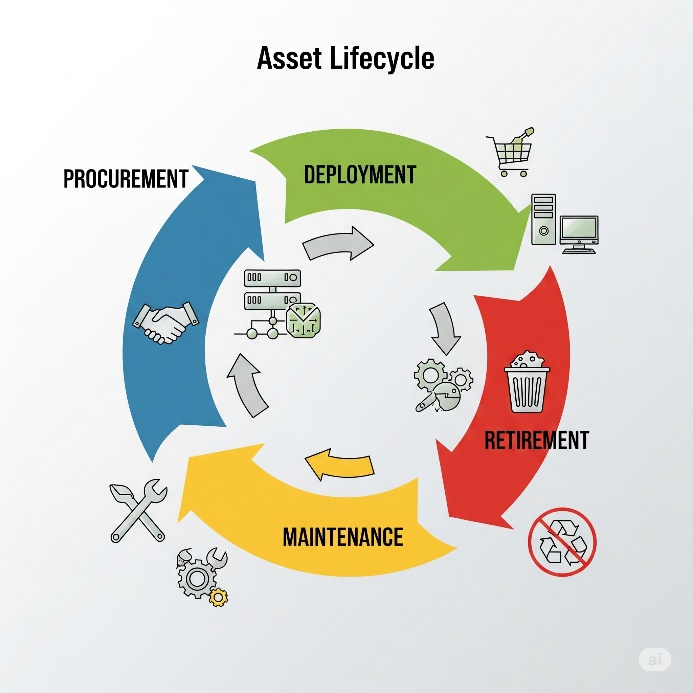 Asset Lifecycle
PROCUREMENT
DEPLOYMENT
RETIREMENT
MAINTENANCE
ai